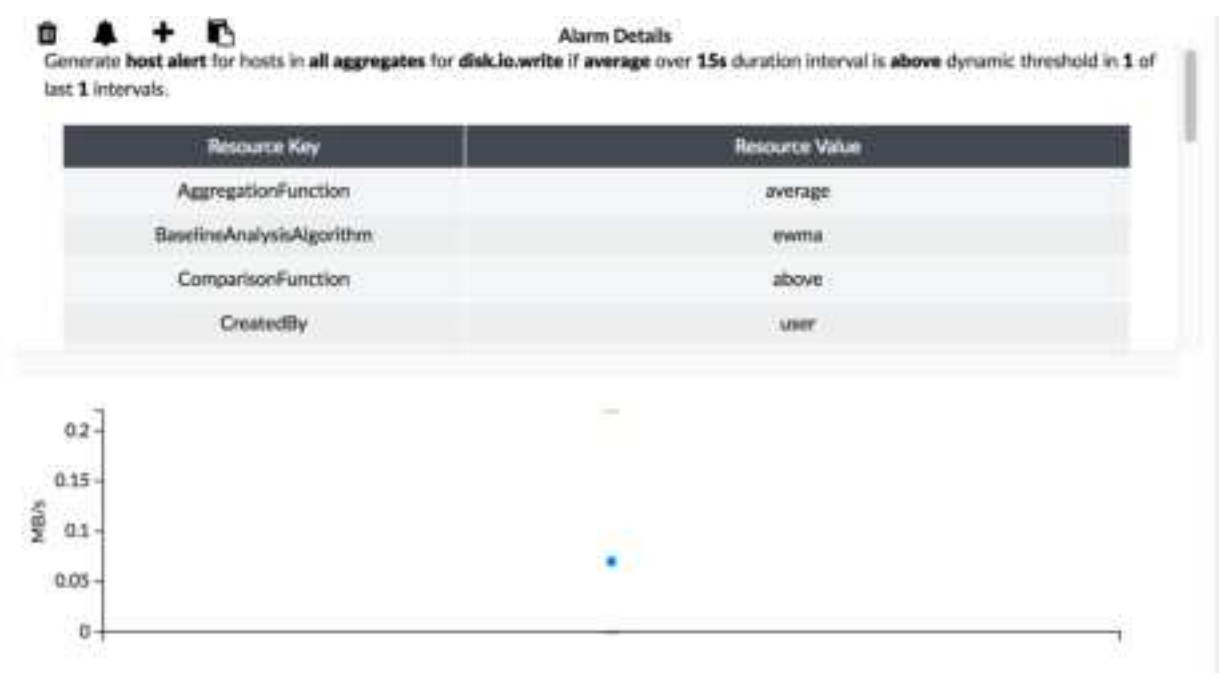 Alarm Details
Generate host alert for hosts in all aggregates for disk.io.write if average over 15s duration interval is above dynamic threshold in 1 of
last 1 intervals.
Resource Key Resource Value
AggregationFunction average
BaselineAnalysisAlgorithm ewma
ComparisonFunction above
CreatedBy user
0.2
0.15
MB/s
0.1
0.05
0